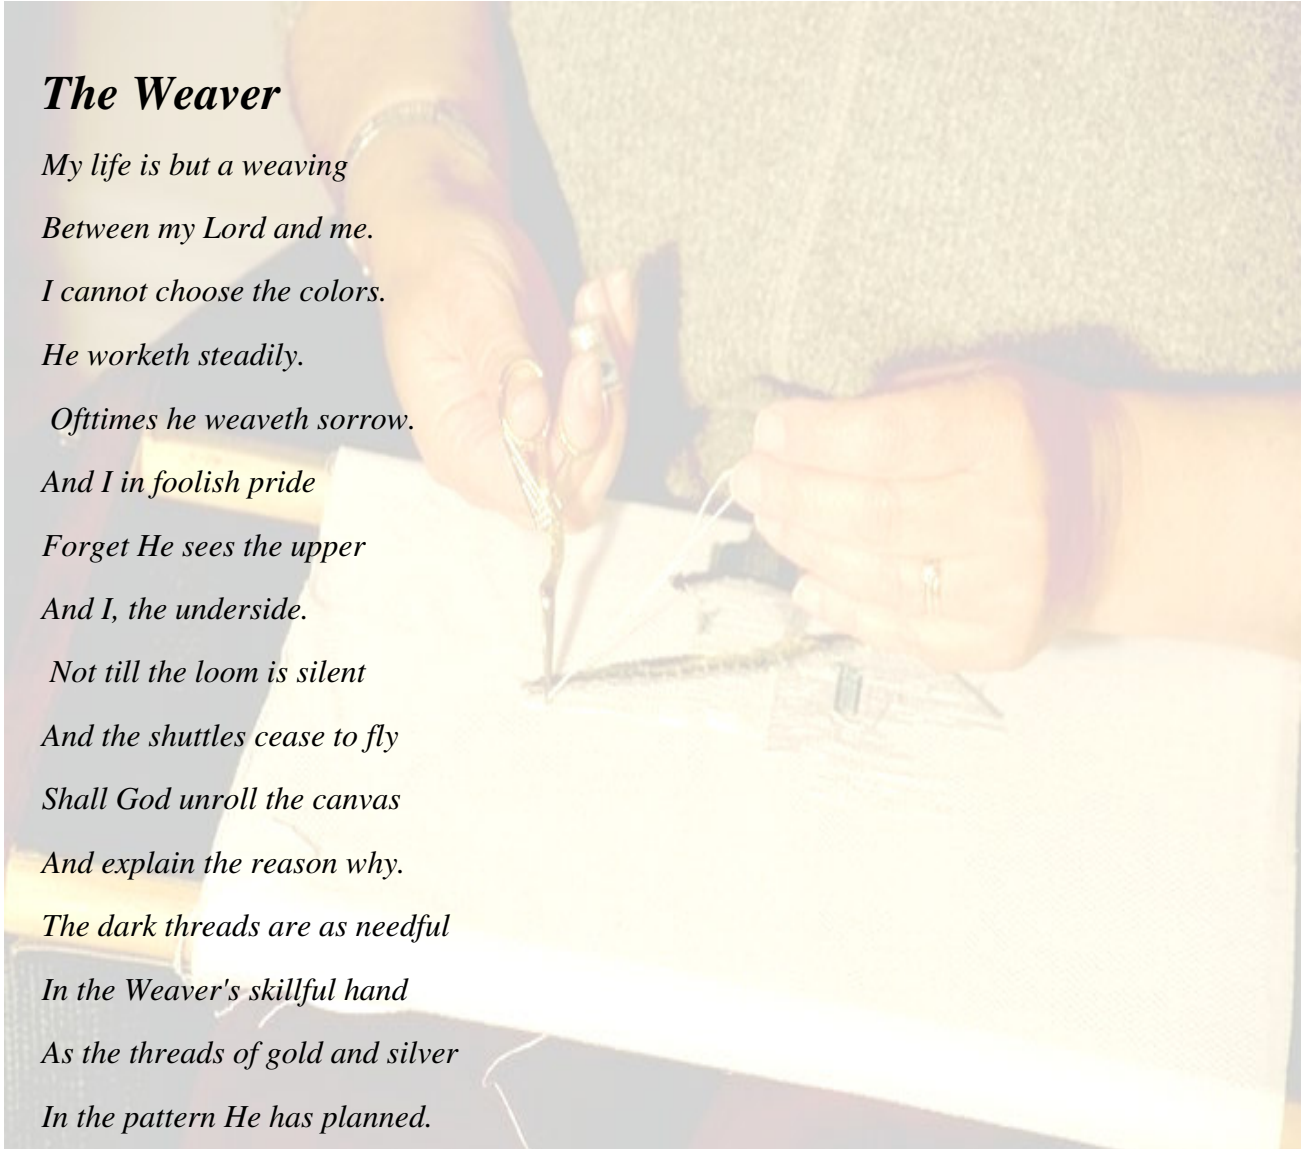 The Weaver
My life is but a weaving
Between my Lord and me.
I cannot choose the colors.
He worketh steadily.
Ofttimes he weaveth sorrow.
And I in foolish pride
Forget He sees the upper
And I, the underside.
Not till the loom is silent
And the shuttles cease to fly
Shall God unroll the canvas
And explain the reason why.
The dark threads are as needful
In the Weaver's skillful hand
As the threads of gold and silver
In the pattern He has planned.